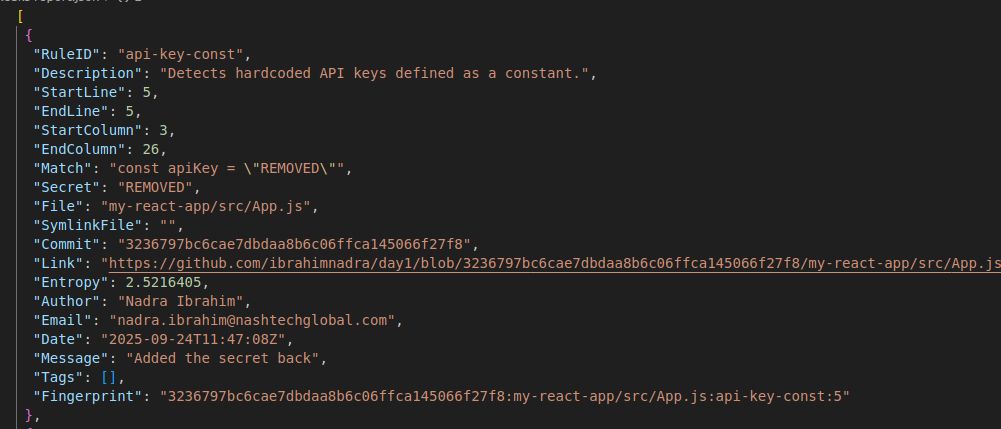 [
{
"RuleID": "api-key-const",
"Description": "Detects hardcoded API keys defined as a constant.",
"StartLine": 5,
"EndLine": 5,
"StartColumn": 3,
"EndColumn": 26,
"Match": "const apiKey = \"REMOVED\"",
"Secret": "REMOVED",
"File": "my-react-app/src/App.js",
"SymlinkFile": "",
"Commit": "3236797bc6cae7dbdaa8b6c06ffca145066f27f8",
"Link": "https://github.com/ibrahimnadra/day1/blob/3236797bc6cae7dbdaa8b6c06ffca145066f27f8/my-react-app/src/App.js
"Entropy": 2.5216405,
"Author": "Nadra Ibrahim",
"Email": "nadra.ibrahim@nashtechglobal.com",
"Date": "2025-09-24T11:47:08Z",
"Message": "Added the secret back",
"Tags": [],
"Fingerprint": "3236797bc6cae7dbdaa8b6c06ffca145066f27f8:my-react-app/src/App.js:api-key-const:5"
},